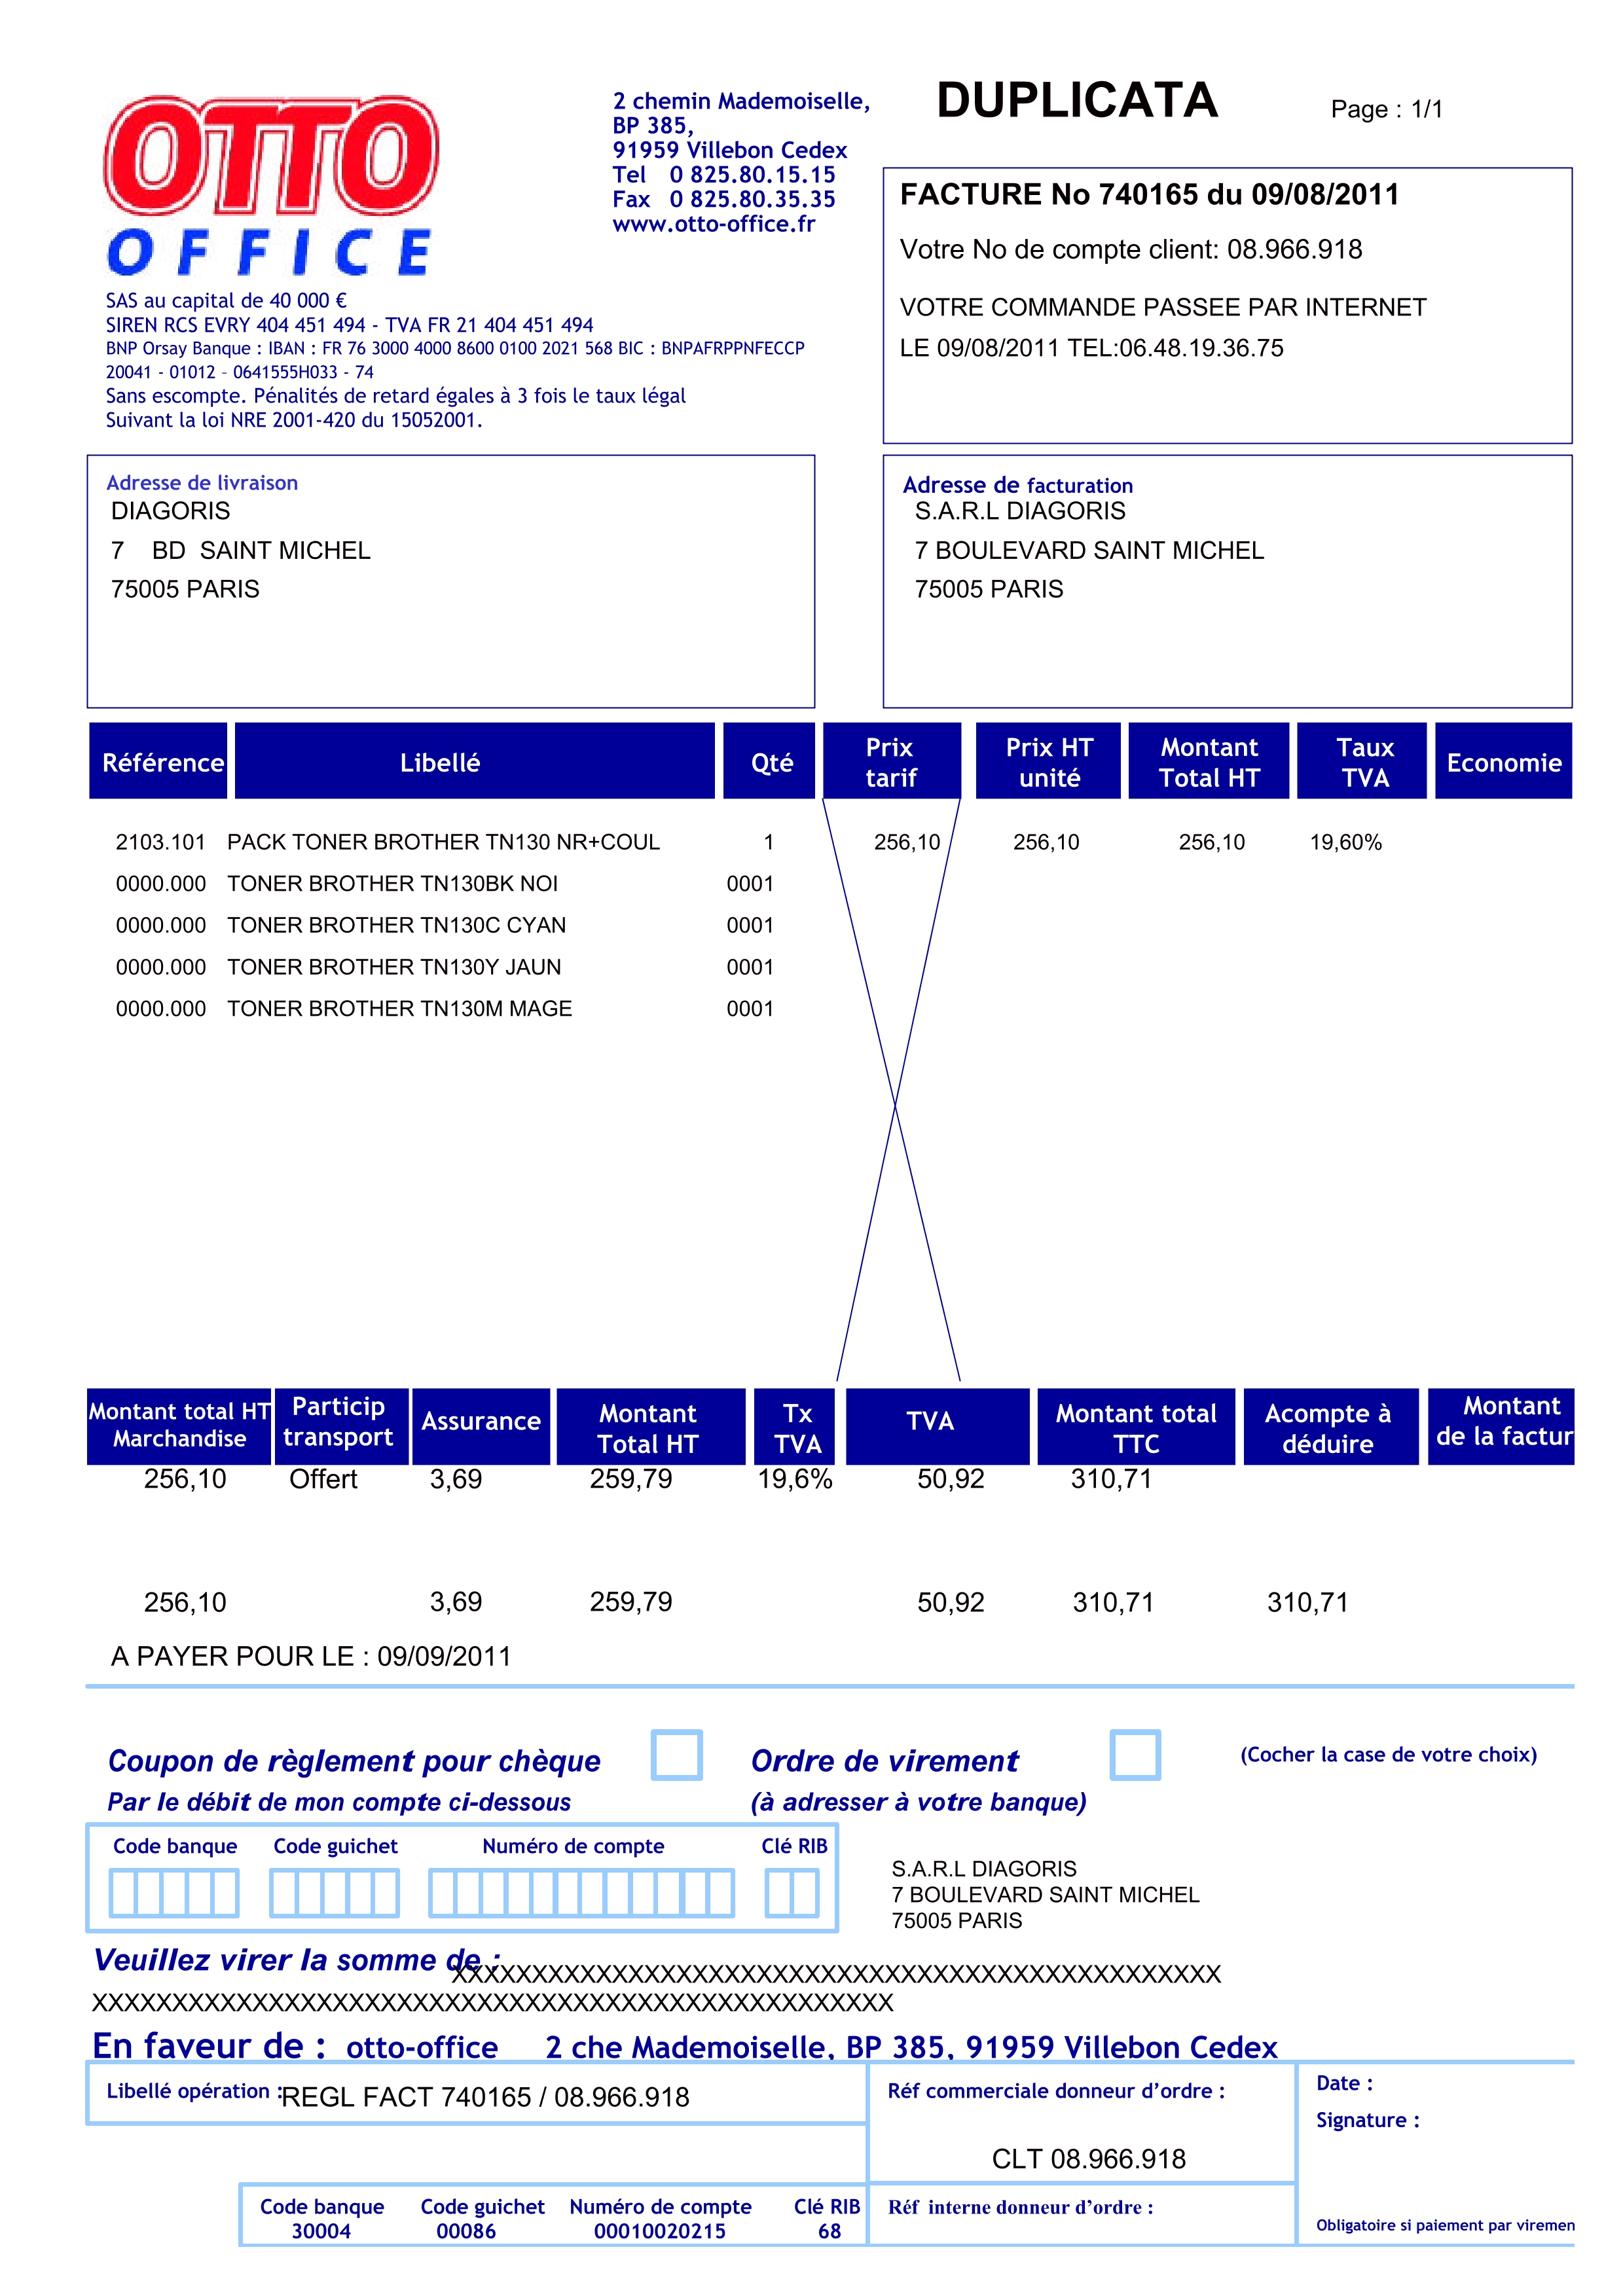 OTTO
OFFICE
2 chemin Mademoiselle,
BP 385,
91959 Villebon Cedex
Tel 0 825.80.15.15
Fax 0 825.80.35.35
www.otto-office.fr
DUPLICATA
Page : 1/1
FACTURE No 740165 du 09/08/2011
Votre No de compte client: 08.966.918
VOTRE COMMANDE PASSEE PAR INTERNET
LE 09/08/2011 TEL:06.48.19.36.75
SAS au capital de 40 000 €
SIREN RCS EVRY 404 451 494 - TVA FR 21 404 451 494
BNP Orsay Banque : IBAN : FR 76 3000 4000 8600 0100 2021 568 BIC : BNPAFRPPNFECCP
20041 - 01012 - 0641555H033 - 74
Sans escompte. Pénalités de retard égales à 3 fois le taux légal
Suivant la loi NRE 2001-420 du 15052001.
Adresse de livraison
DIAGORIS
7 BD SAINT MICHEL
75005 PARIS
Adresse de facturation
S.A.R.L DIAGORIS
7 BOULEVARD SAINT MICHEL
75005 PARIS
Référence Libellé Qté Prix tarif Prix HT unité Montant Total HT Taux TVA Economie
2103.101 PACK TONER BROTHER TN130 NR+COUL 1 256,10 256,10 256,10 19,60%
0000.000 TONER BROTHER TN130BK NOI 0001
0000.000 TONER BROTHER TN130C CYAN 0001
0000.000 TONER BROTHER TN130Y JAUN 0001
0000.000 TONER BROTHER TN130M MAGE 0001
Montant total HT Marchandise Particip transport Assurance Montant Total HT Tx TVA TVA Montant total TTC Acompte à déduire Montant de la factur
256,10 Offert 3,69 259,79 19,6% 50,92 310,71
256,10 3,69 259,79 50,92 310,71 310,71
A PAYER POUR LE : 09/09/2011
Coupon de règlement pour chèque Ordre de virement (Cocher la case de votre choix)
Par le débit de mon compte ci-dessous (à adresser à votre banque)
Code banque Code guichet Numéro de compte Clé RIB
S.A.R.L DIAGORIS
7 BOULEVARD SAINT MICHEL
75005 PARIS
Veuillez virer la somme de :
XXXXXXXXXXXXXXXXXXXXXXXXXXXXXXXXXXXXXXXXXXXXXXXX
XXXXXXXXXXXXXXXXXXXXXXXXXXXXXXXXXXXXXXXXXXXXXXXXXX
En faveur de : otto-office 2 che Mademoiselle, BP 385, 91959 Villebon Cedex
Libellé opération : REGL FACT 740165 / 08.966.918
Réf commerciale donneur d'ordre :
CLT 08.966.918
Date :
Signature :
Code banque Code guichet Numéro de compte Clé RIB
30004 00086 00010020215 68
Réf interne donneur d'ordre :
Obligatoire si paiement par viremen